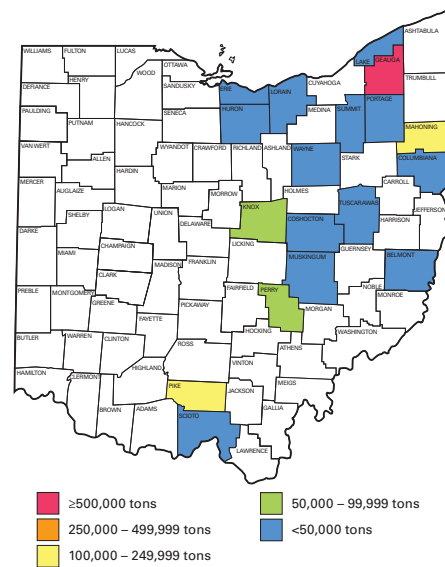 ASHTABULA
WILLIAMS FULTON LUCAS
OTTAWA
LAKE GEAUGA
WOOD
CUYAHOGA
HENRY
SANDUSKY
ERIE
LORAIN
TRUMBULL
DEFIANCE
PORTAGE
HURON
MEDINA SUMMIT
PAULDING
SENECA
PUTNAM
HANCOCK
MAHONING
VAN WERT
WYANDOT CRAWFORD RICHLAND ASHLAND WAYNE
STARK
COLUMBIANA
ALLEN
HARDIN
MERCER
CARROLL
AUGLAIZE
MARION
MORROW
HOLMES
TUSCARAWAS
JEFFERSON
LOGAN
KNOX
SHELBY
UNION
COSHOCTON
HARRISON
DARKE
DELAWARE
CHAMPAIGN
LICKING
GUERNSEY
MIAMI
MUSKINGUM
BELMONT
MADISON FRANKLIN
CLARK
FAIRFIELD PERRY
NOBLE
PREBLE MONTGOMERY
MONROE
GREENE
PICKAWAY
MORGAN
FAYETTE
HOCKING
WASHINGTON
BUTLER WARREN CLINTON
ROSS
ATHENS
VINTON
HAMILTON
HIGHLAND
CLERMONT
PIKE
MEIGS
JACKSON
BROWN ADAMS
GALLIA
LAWRENCE
≥500,000 tons
250,000 – 499,999 tons
100,000 – 249,999 tons
50,000 – 99,999 tons
<50,000 tons